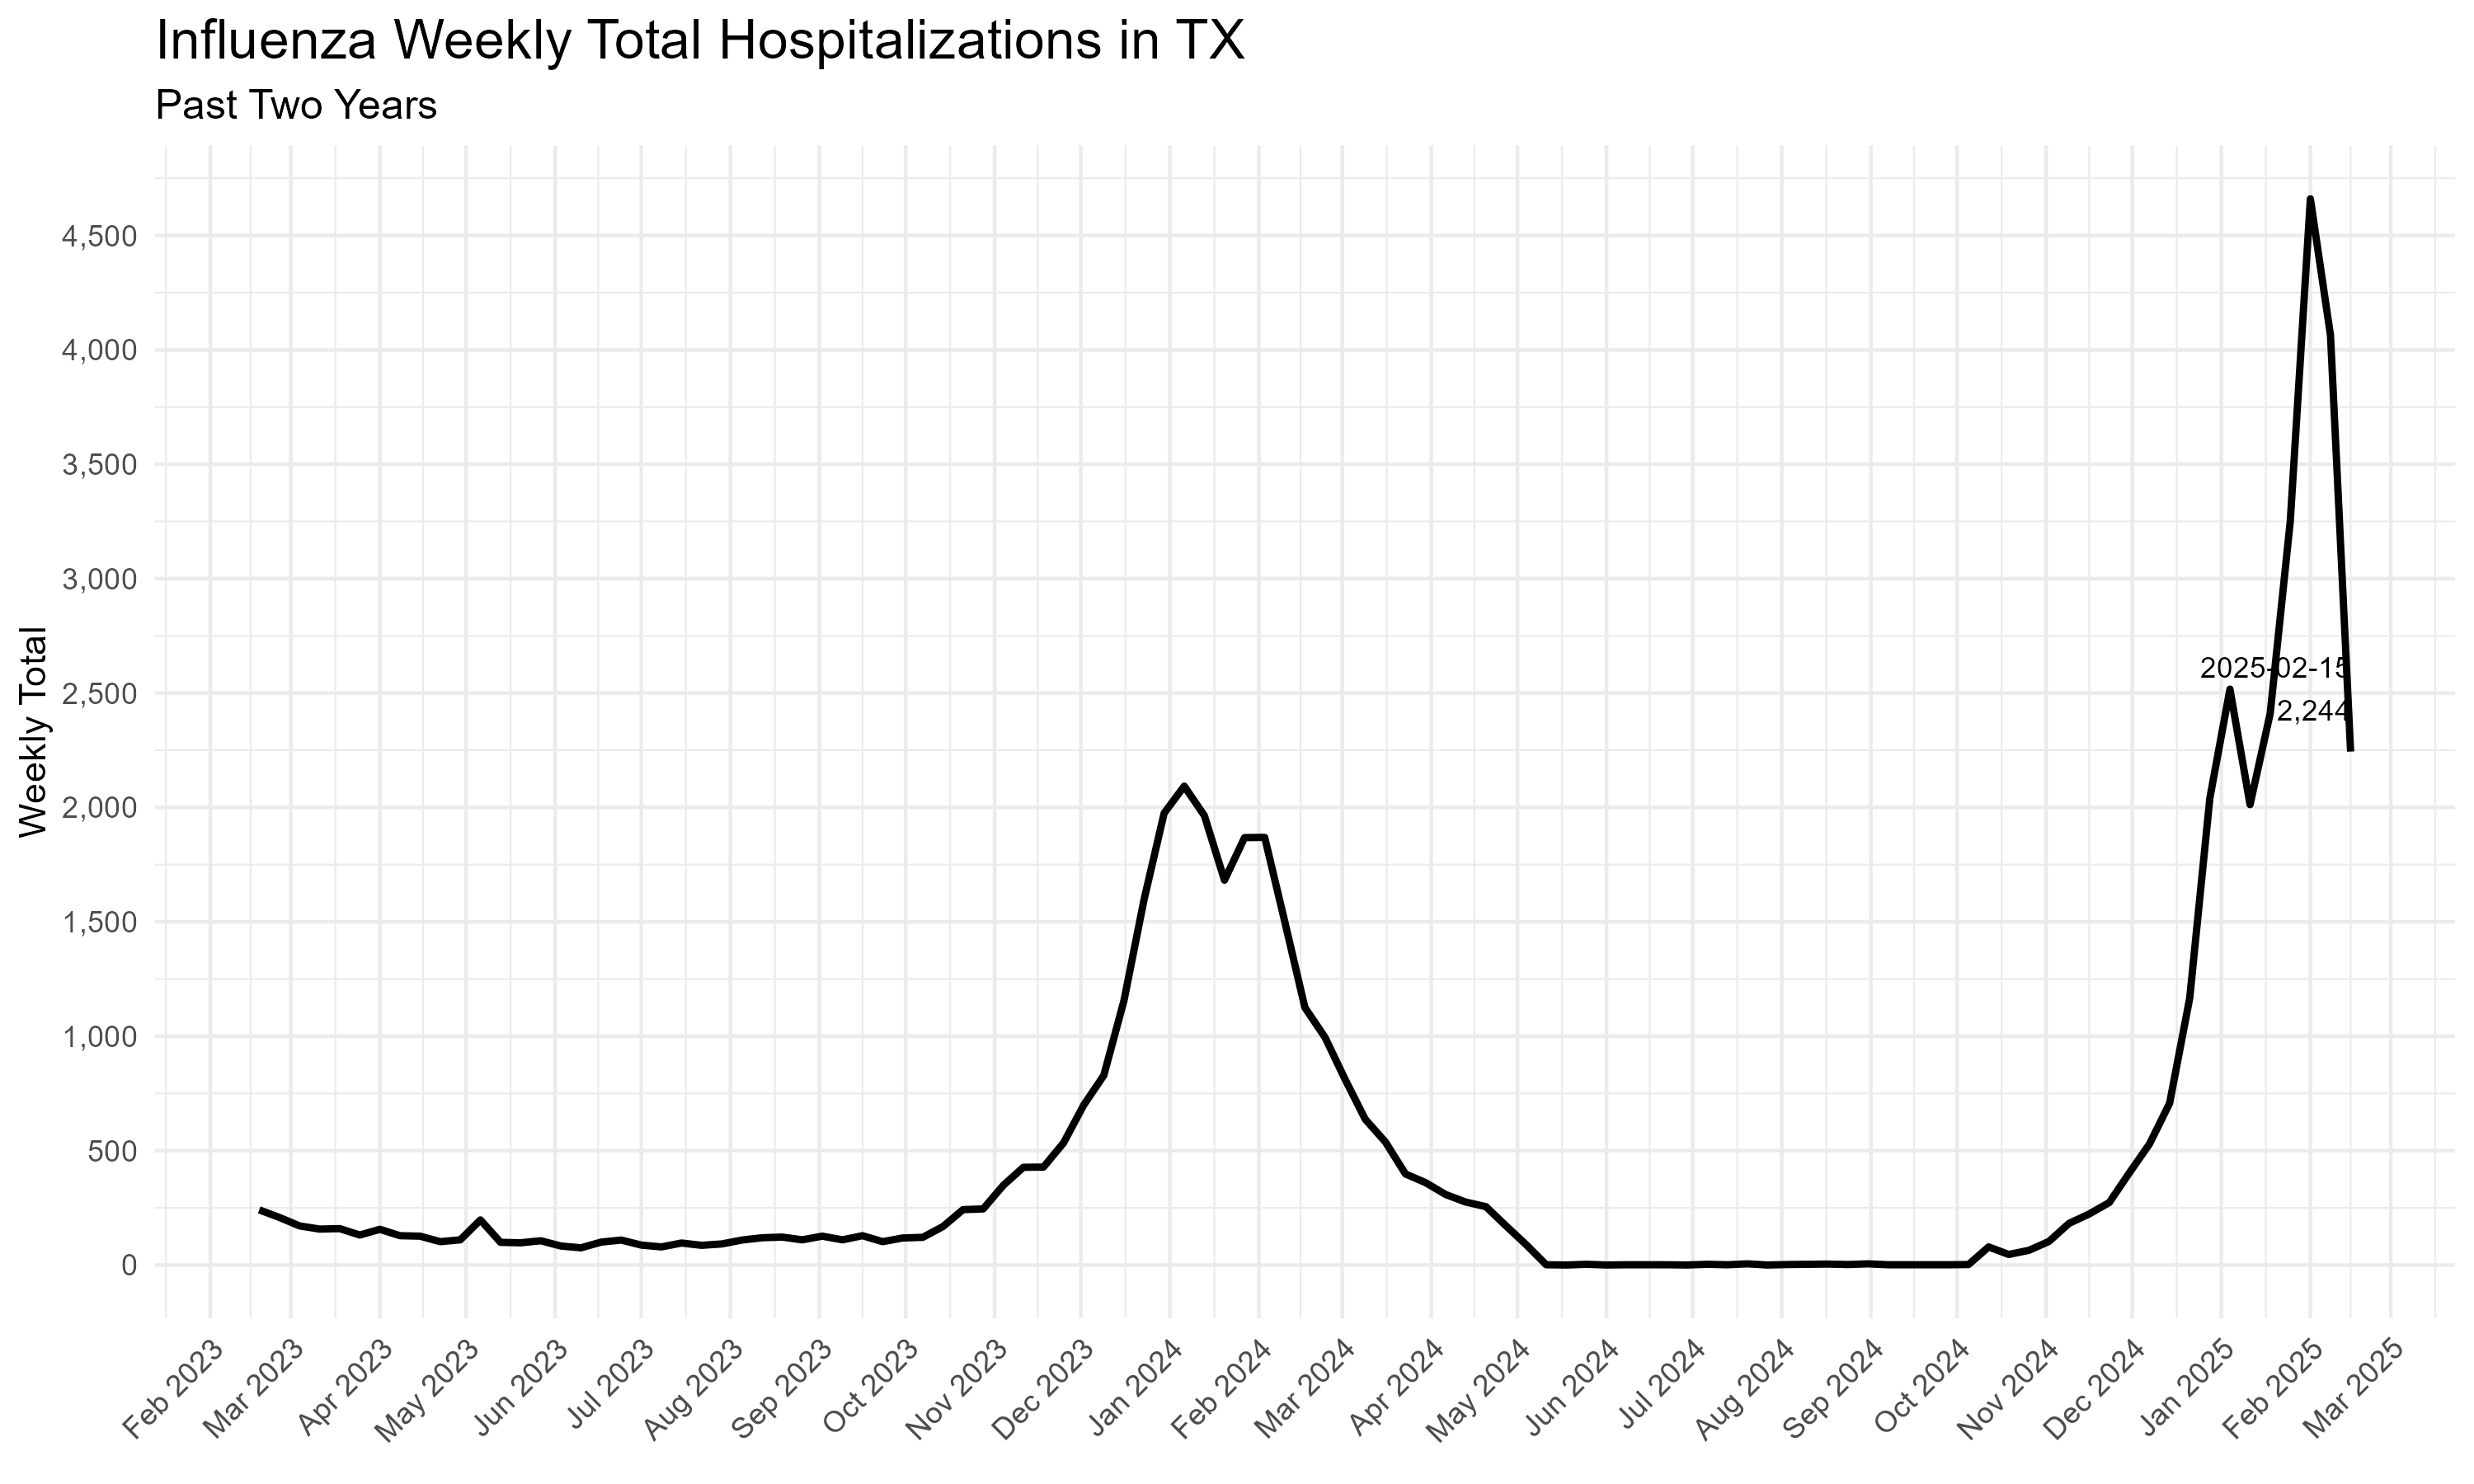 Influenza Weekly Total Hospitalizations in TX
Past Two Years
Weekly Total
4,500
4,000
3,500
3,000
2,500
2,000
1,500
1,000
500
0
2025-02-15
2,244
Feb 2023
Mar 2023
Apr 2023
May 2023
Jun 2023
Jul 2023
Aug 2023
Sep 2023
Oct 2023
Nov 2023
Dec 2023
Jan 2024
Feb 2024
Mar 2024
Apr 2024
May 2024
Jun 2024
Jul 2024
Aug 2024
Sep 2024
Oct 2024
Nov 2024
Dec 2024
Jan 2025
Feb 2025
Mar 2025